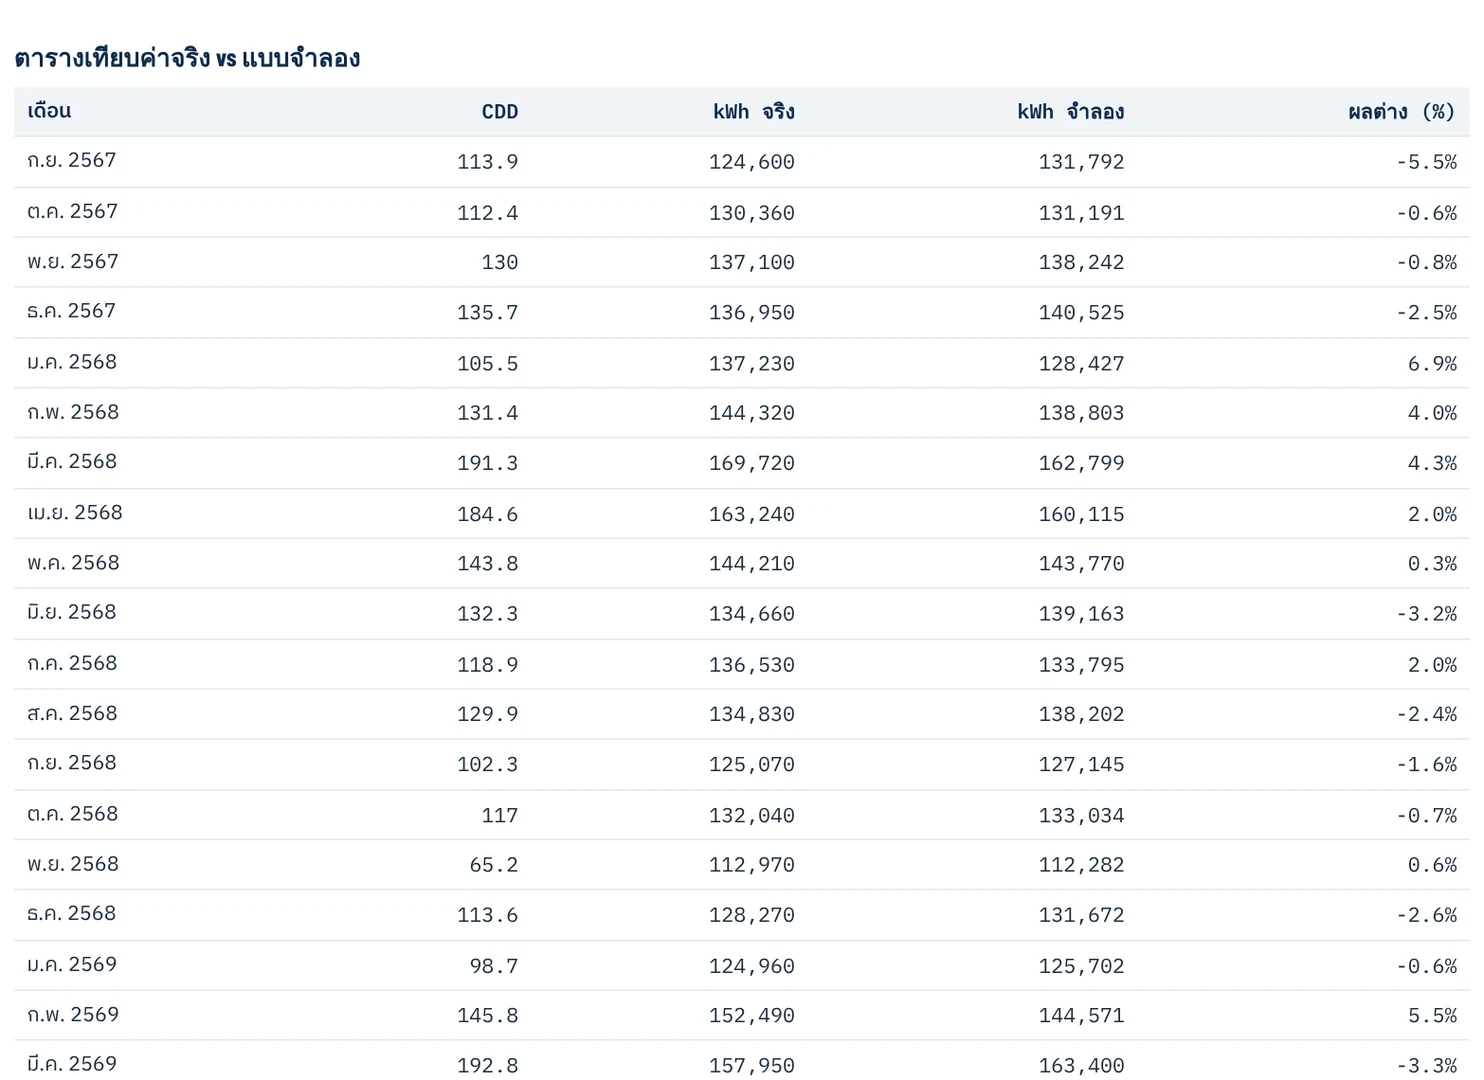 ตารางเทียบค่าจริง vs แบบจำลอง
เดือน CDD kWh จริง kWh จำลอง ผลต่าง (%)
ก.ย. 2567 113.9 124,600 131,792 -5.5%
ต.ค. 2567 112.4 130,360 131,191 -0.6%
พ.ย. 2567 130 137,100 138,242 -0.8%
ธ.ค. 2567 135.7 136,950 140,525 -2.5%
ม.ค. 2568 105.5 137,230 128,427 6.9%
ก.พ. 2568 131.4 144,320 138,803 4.0%
มี.ค. 2568 191.3 169,720 162,799 4.3%
เม.ย. 2568 184.6 163,240 160,115 2.0%
พ.ค. 2568 143.8 144,210 143,770 0.3%
มิ.ย. 2568 132.3 134,660 139,163 -3.2%
ก.ค. 2568 118.9 136,530 133,795 2.0%
ส.ค. 2568 129.9 134,830 138,202 -2.4%
ก.ย. 2568 102.3 125,070 127,145 -1.6%
ต.ค. 2568 117 132,040 133,034 -0.7%
พ.ย. 2568 65.2 112,970 112,282 0.6%
ธ.ค. 2568 113.6 128,270 131,672 -2.6%
ม.ค. 2569 98.7 124,960 125,702 -0.6%
ก.พ. 2569 145.8 152,490 144,571 5.5%
มี.ค. 2569 192.8 157,950 163,400 -3.3%